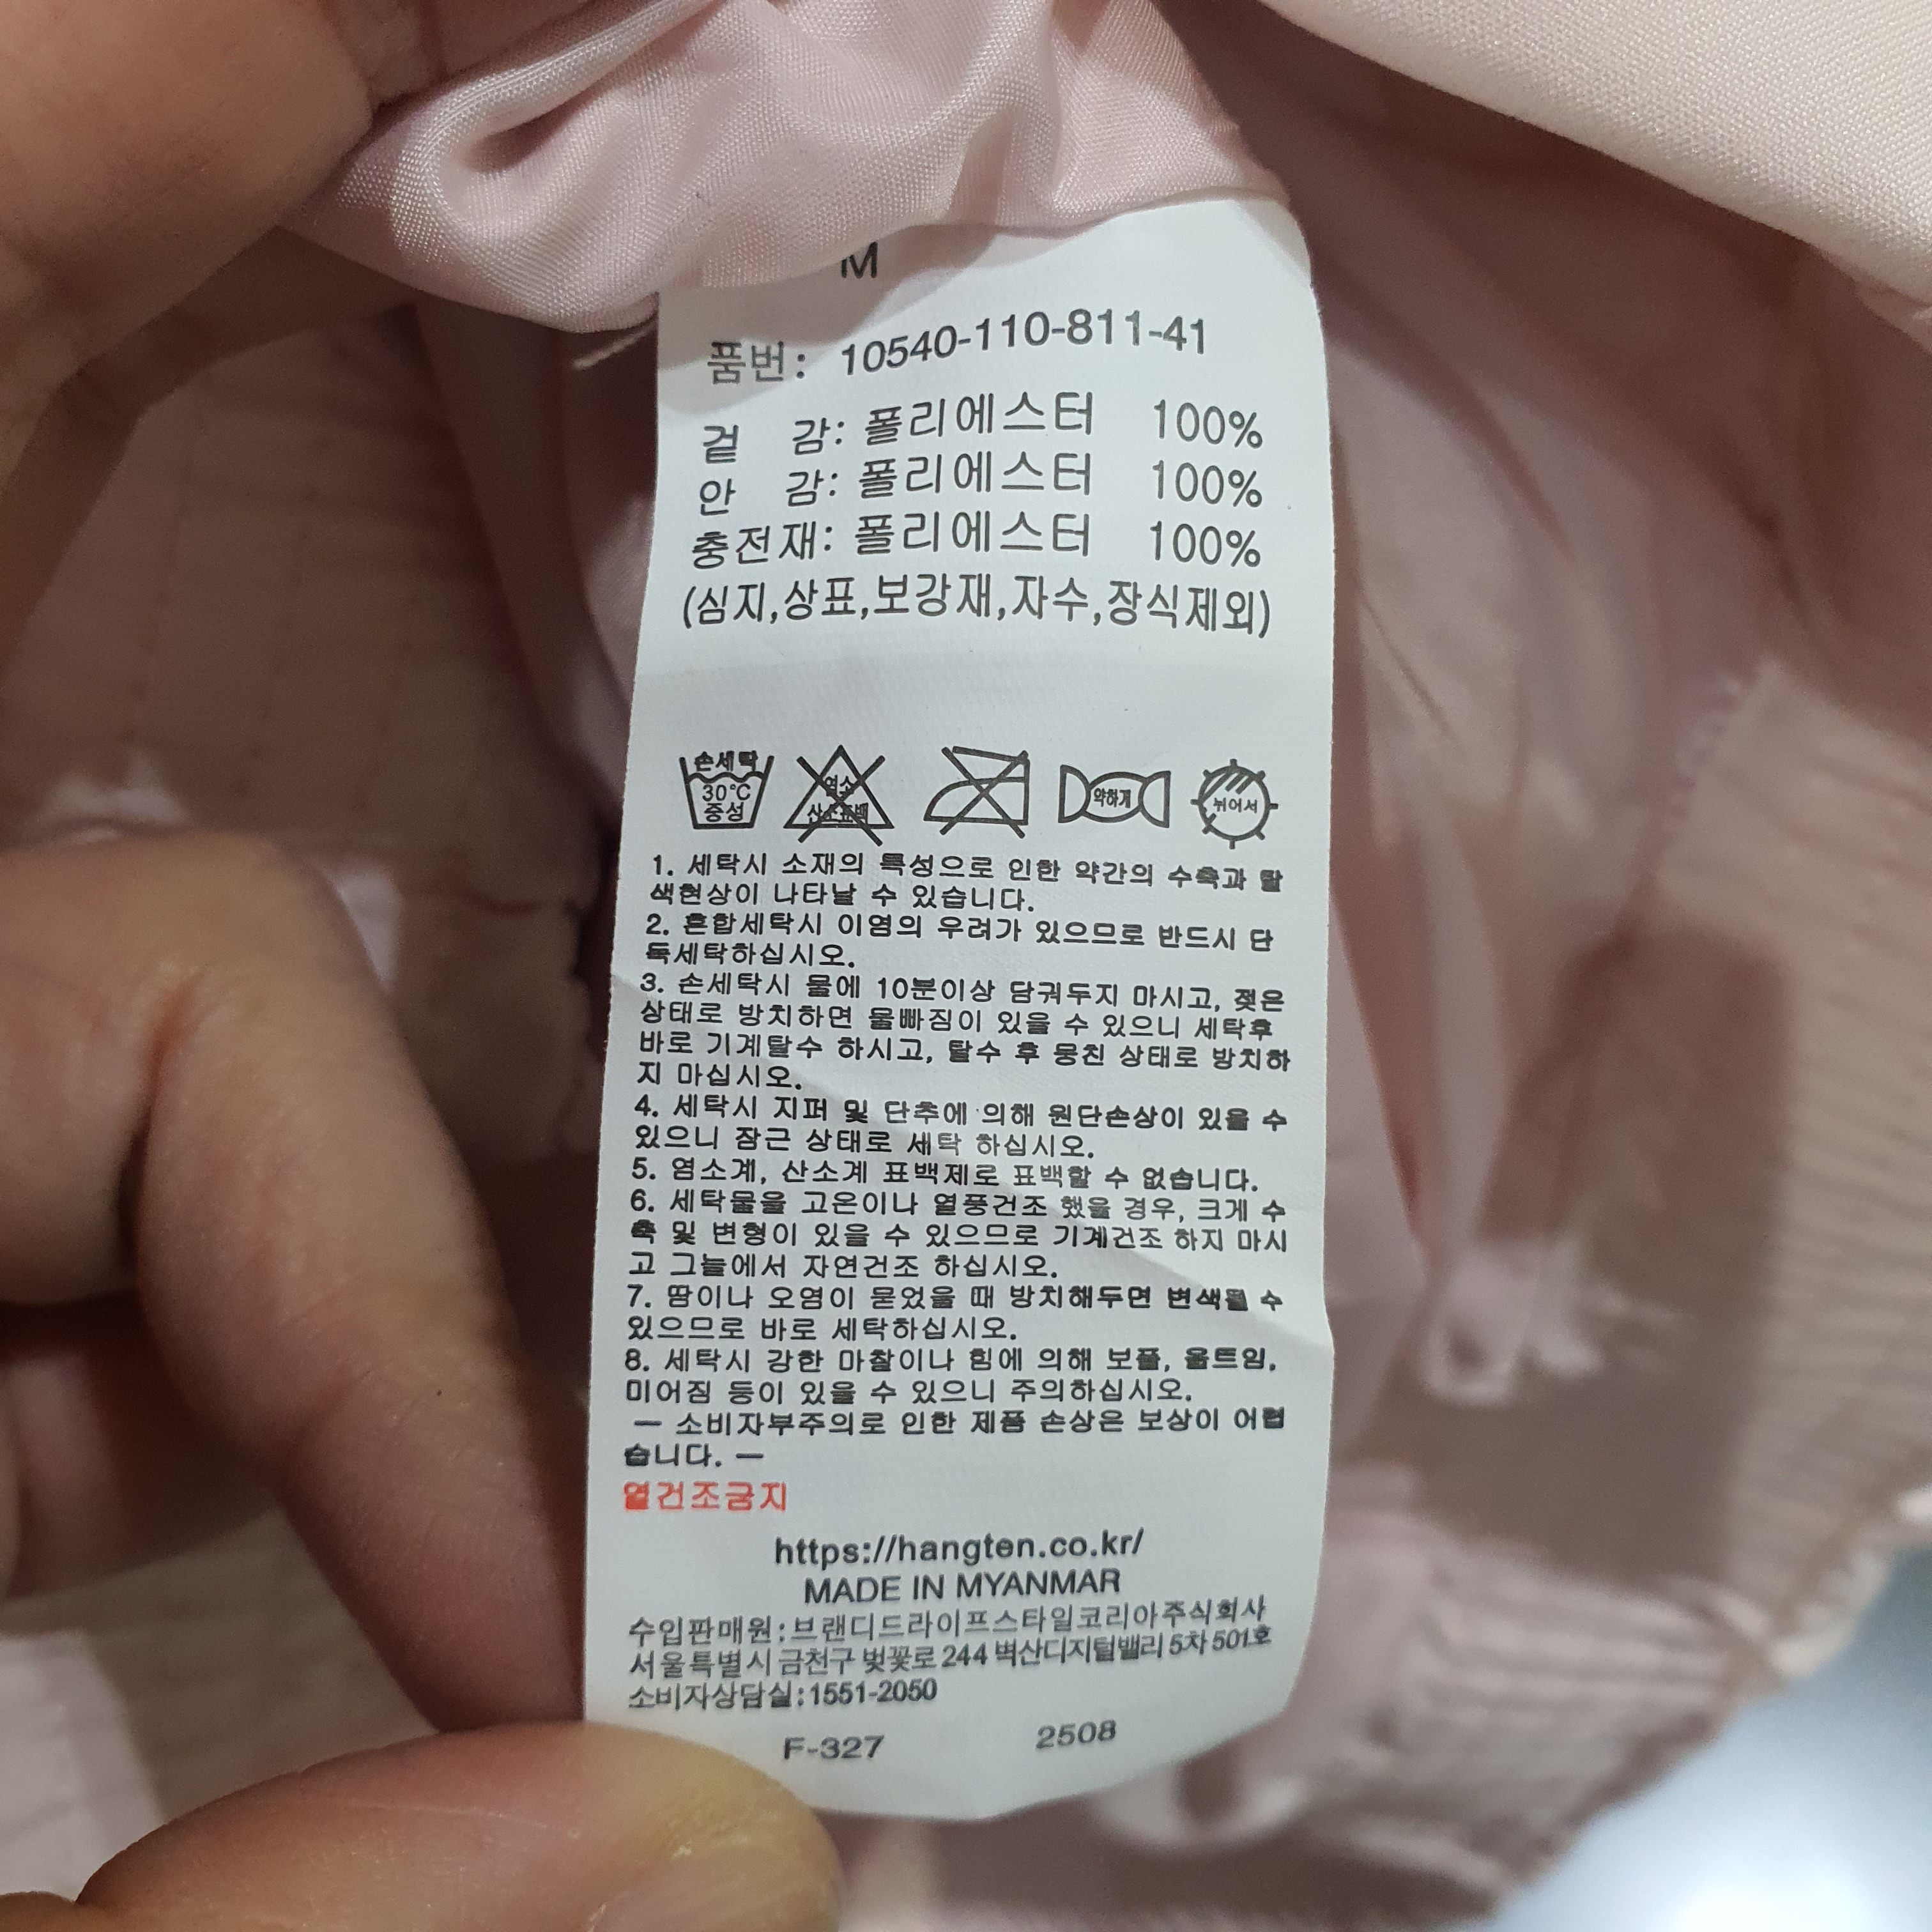 M
품번: 10540-110-811-41
겉 감: 폴리에스터 100%
안 감: 폴리에스터 100%
충전재: 폴리에스터 100%
(심지,상표,보강재,자수,장식제외)
손세탁 30℃ 중성
염소 산소표백
약하게
뉘어서
1. 세탁시 소재의 특성으로 인한 약간의 수축과 탈
색현상이 나타날 수 있습니다.
2. 혼합세탁시 이염의 우려가 있으므로 반드시 단
독세탁하십시오.
3. 손세탁시 물에 10분이상 담궈두지 마시고, 젖은
상태로 방치하면 물빠짐이 있을 수 있으니 세탁후
바로 기계탈수 하시고, 탈수 후 뭉친 상태로 방치하
지 마십시오.
4. 세탁시 지퍼 및 단추에 의해 원단손상이 있을 수
있으니 잠근 상태로 세탁 하십시오.
5. 염소계, 산소계 표백제로 표백할 수 없습니다.
6. 세탁물을 고온이나 열풍건조 했을 경우, 크게 수
축 및 변형이 있을 수 있으므로 기계건조 하지 마시
고 그늘에서 자연건조 하십시오.
7. 땀이나 오염이 묻었을 때 방치해두면 변색될 수
있으므로 바로 세탁하십시오.
8. 세탁시 강한 마찰이나 힘에 의해 보풀, 올트임,
미어짐 등이 있을 수 있으니 주의하십시오.
— 소비자부주의로 인한 제품 손상은 보상이 어렵
습니다. —
열건조금지
https://hangten.co.kr/
MADE IN MYANMAR
수입판매원:브랜디드라이프스타일코리아주식회사
서울특별시 금천구 벚꽃로 244 벽산디지털밸리 5차 501호
소비자상담실:1551-2050
F-327 2508